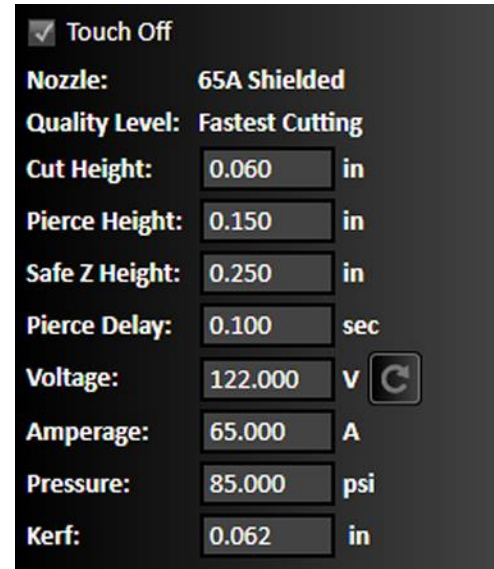 Touch Off
Nozzle: 65A Shielded
Quality Level: Fastest Cutting
Cut Height: 0.060 in
Pierce Height: 0.150 in
Safe Z Height: 0.250 in
Pierce Delay: 0.100 sec
Voltage: 122.000 V
Amperage: 65.000 A
Pressure: 85.000 psi
Kerf: 0.062 in